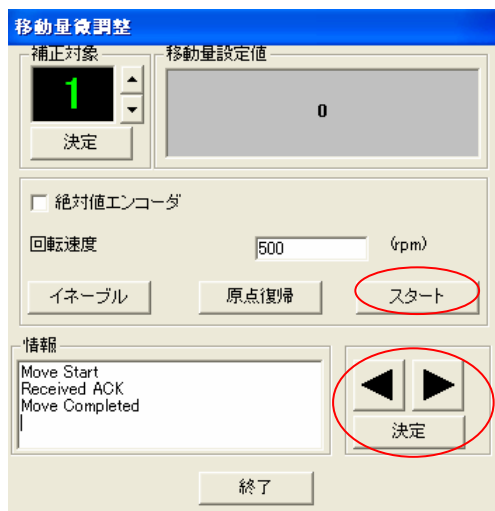 移動量微調整
補正対象
移動量設定値
1
0
決定
絶対値エンコーダ
回転速度 500 (rpm)
イネーブル 原点復帰 スタート
情報
Move Start
Received ACK
Move Completed
決定
終了